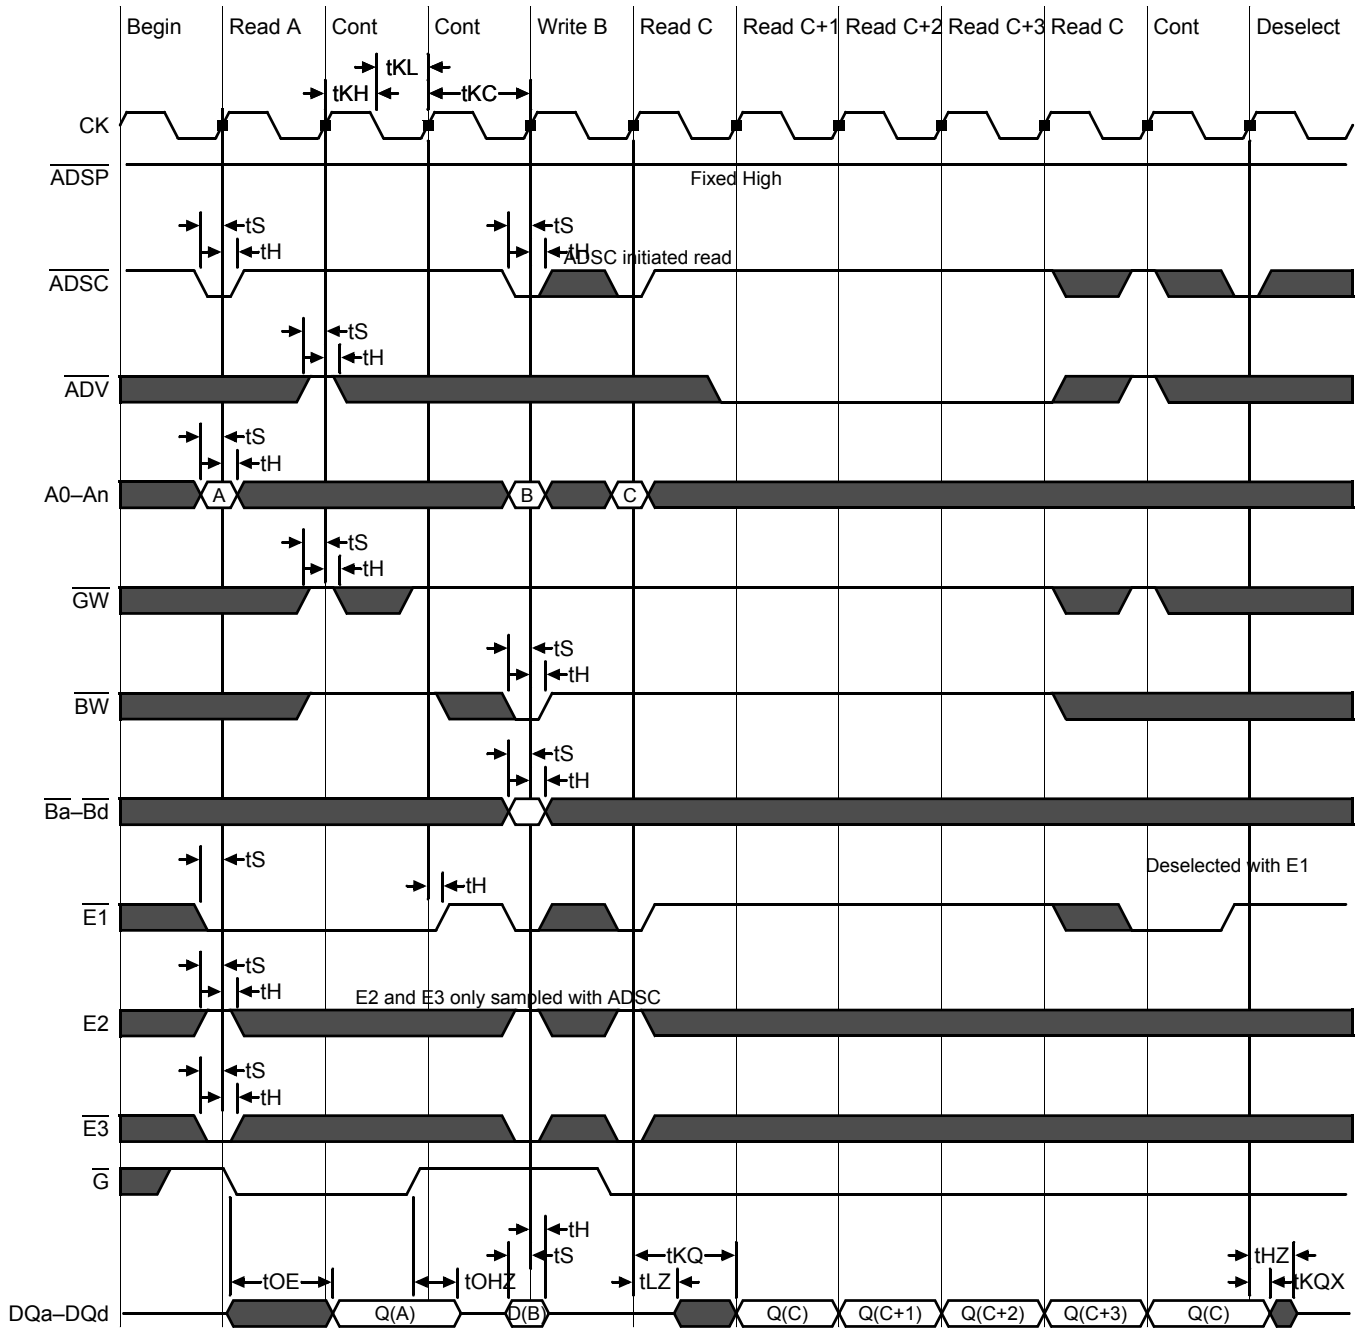 Begin Read A Cont Cont Write B Read C Read C+1 Read C+2 Read C+3 Read C Cont Deselect
tKL
tKH tKC
CK
ADSP Fixed High
tS tS
tH tH
ADSC initiated read
ADSC
tS
tH
ADV
tS
tH
A0–An A B C
tS
tH
GW
tS
tH
BW
tS
tH
Ba–Bd
tS Deselected with E1
tH
E1
tS
tH
E2 and E3 only sampled with ADSC
E2
tS
tH
E3
G
tH
tS tKQ tHZ
tOE tOHZ tLZ tKQX
DQa–DQd Q(A) D(B) Q(C) Q(C+1) Q(C+2) Q(C+3) Q(C)